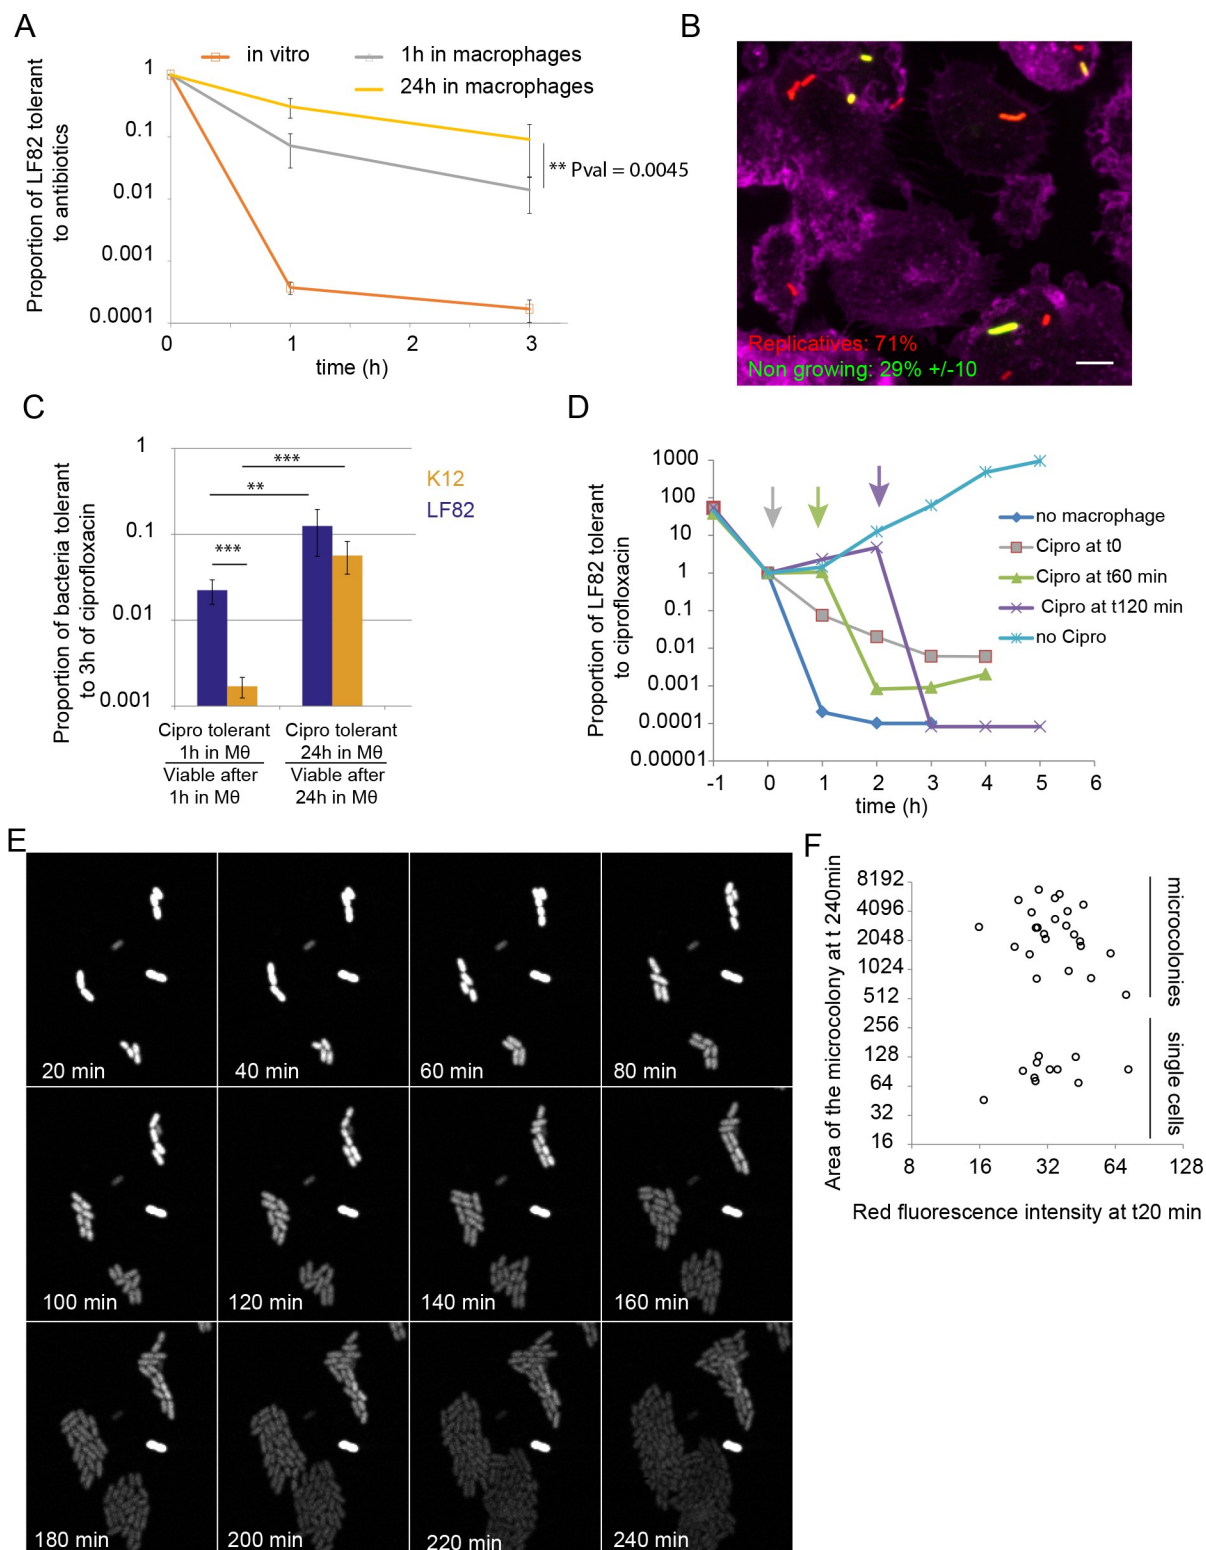 A
in vitro
1h in macrophages
24h in macrophages
Proportion of LF82 tolerant
to antibiotics
1
0.1
0.01
0.001
0.0001
** Pval = 0.0045
0
1
2
3
time (h)
B
Replicatives: 71%
Non growing: 29% +/-10
C
Proportion of bacteria tolerant
to 3h of ciprofloxacin
1
0.1
0.01
0.001
***
**
***
K12
LF82
Cipro tolerant
1h in Mθ
Viable after
1h in Mθ
Cipro tolerant
24h in Mθ
Viable after
24h in Mθ
D
Proportion of LF82 tolerant
to ciprofloxacin
1000
100
10
1
0.1
0.01
0.001
0.0001
0.00001
-1
0
1
2
3
4
5
6
time (h)
no macrophage
Cipro at t0
Cipro at t60 min
Cipro at t120 min
no Cipro
E
20 min
40 min
60 min
80 min
100 min
120 min
140 min
160 min
180 min
200 min
220 min
240 min
F
Area of the microcolony at t 240min
8192
4096
2048
1024
512
256
128
64
32
16
8
16
32
64
128
Red fluorescence intensity at t20 min
microcolonies
single cells